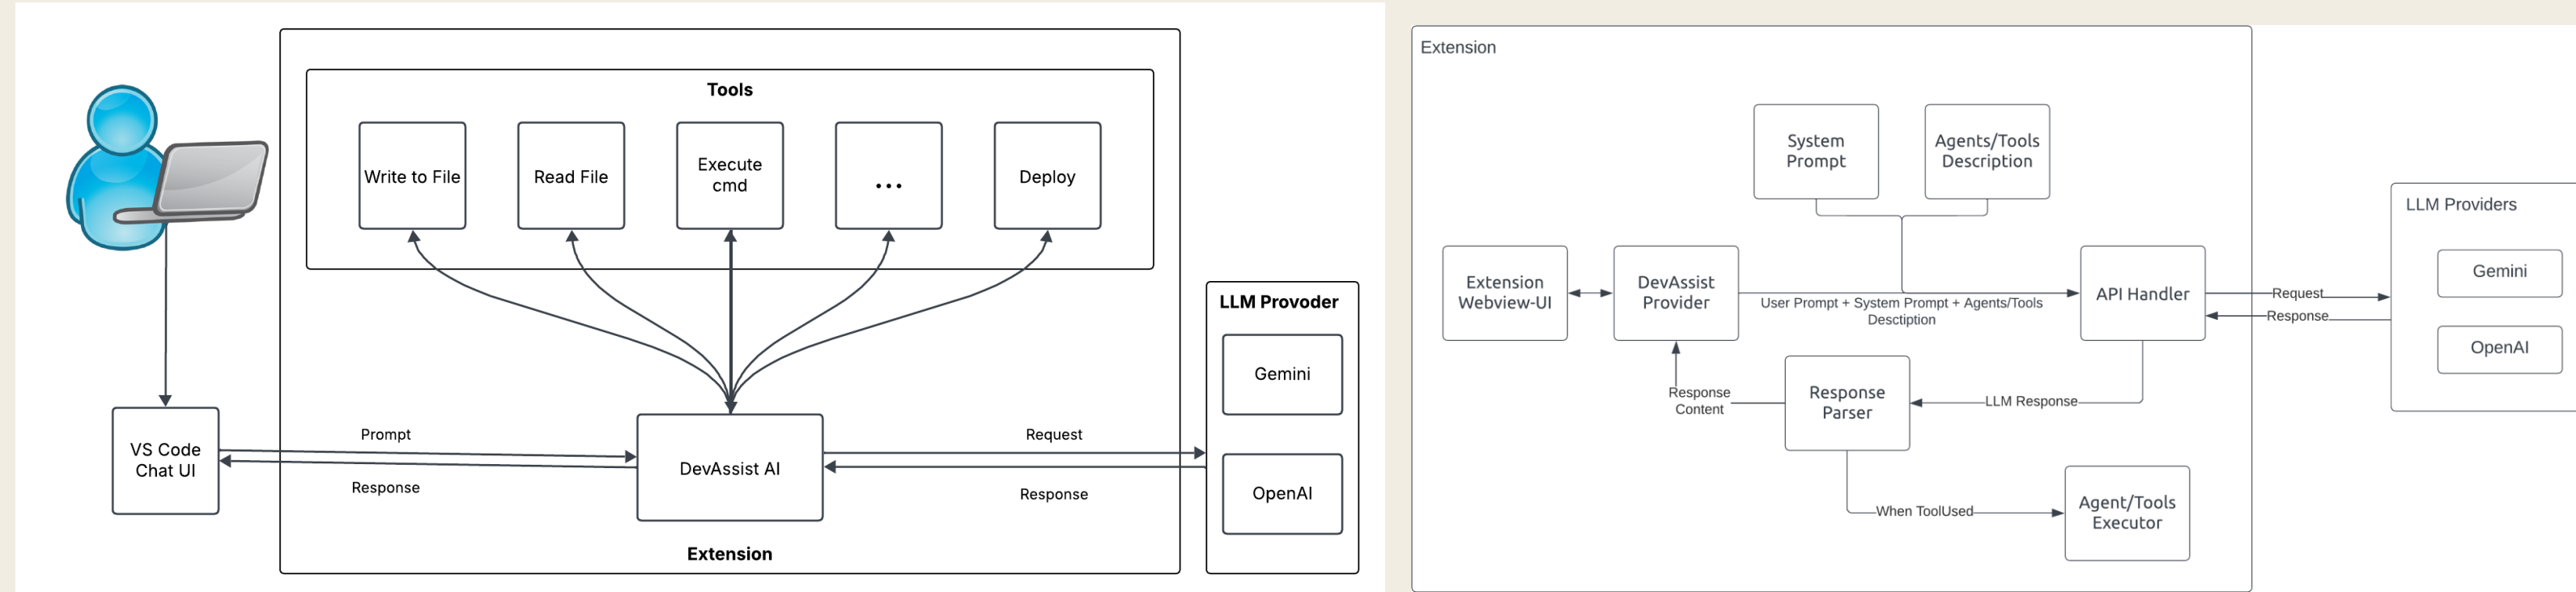 Tools
Write to File
Read File
Execute
cmd
...
Deploy
LLM Provoder
Gemini
OpenAI
VS Code
Chat UI
Prompt
Response
DevAssist AI
Request
Response
Extension
Extension
System
Prompt
Agents/Tools
Description
LLM Providers
Gemini
OpenAI
Extension
Webview-UI
DevAssist
Provider
User Prompt + System Prompt + Agents/Tools
Desctiption
API Handler
Request
Response
Response
Content
Response
Parser
LLM Response
When ToolUsed
Agent/Tools
Executor